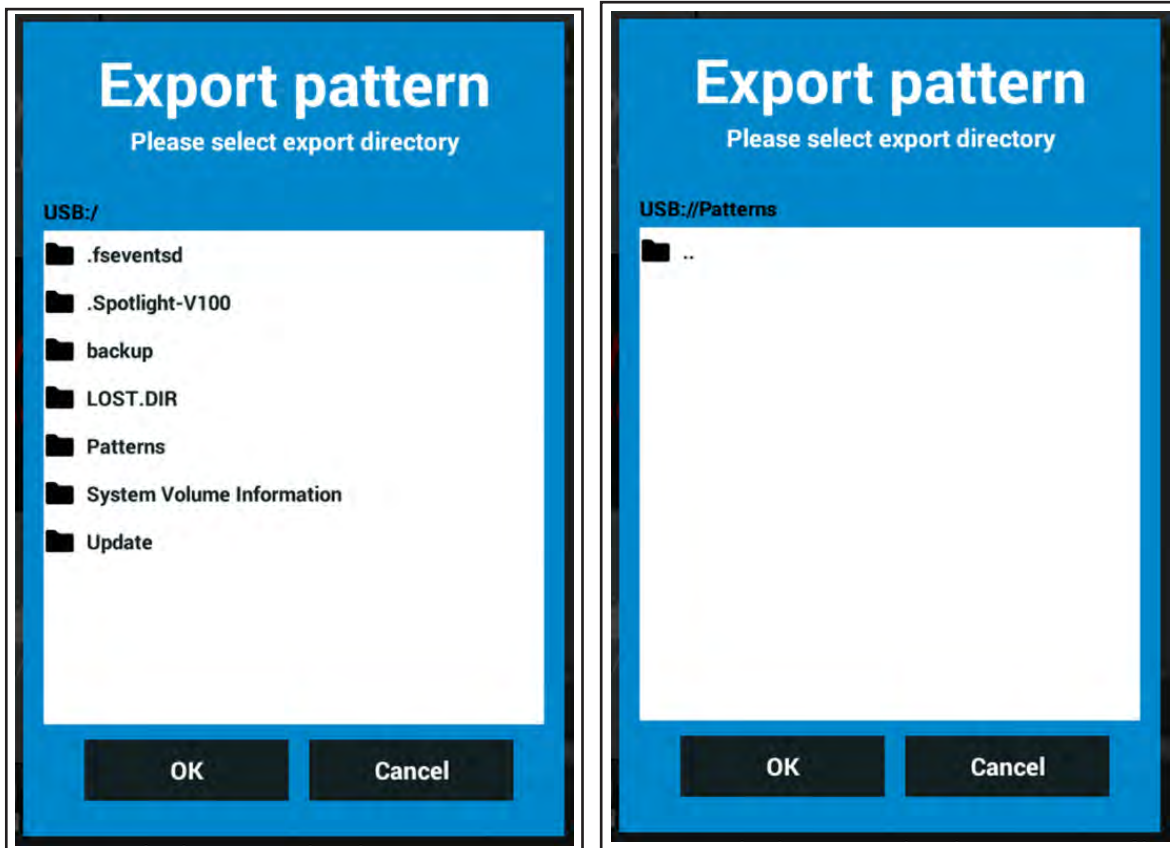 Export pattern
Please select export directory
USB:/
.fseventsd
.Spotlight-V100
backup
LOST.DIR
Patterns
System Volume Information
Update
OK
Cancel
Export pattern
Please select export directory
USB://Patterns
..
OK
Cancel